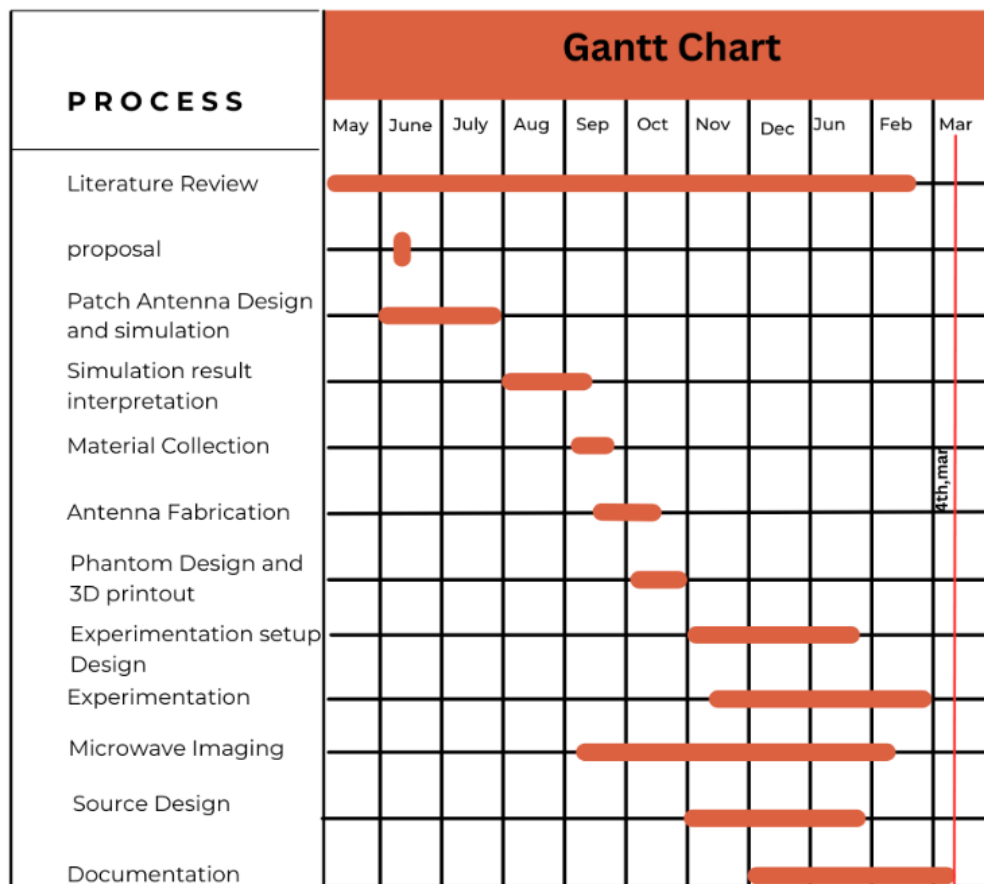 Gantt Chart
PROCESS
May June July Aug Sep Oct Nov Dec Jun Feb Mar
Literature Review
proposal
Patch Antenna Design
and simulation
Simulation result
interpretation
Material Collection
4th,mar
Antenna Fabrication
Phantom Design and
3D printout
Experimentation setup
Design
Experimentation
Microwave Imaging
Source Design
Documentation